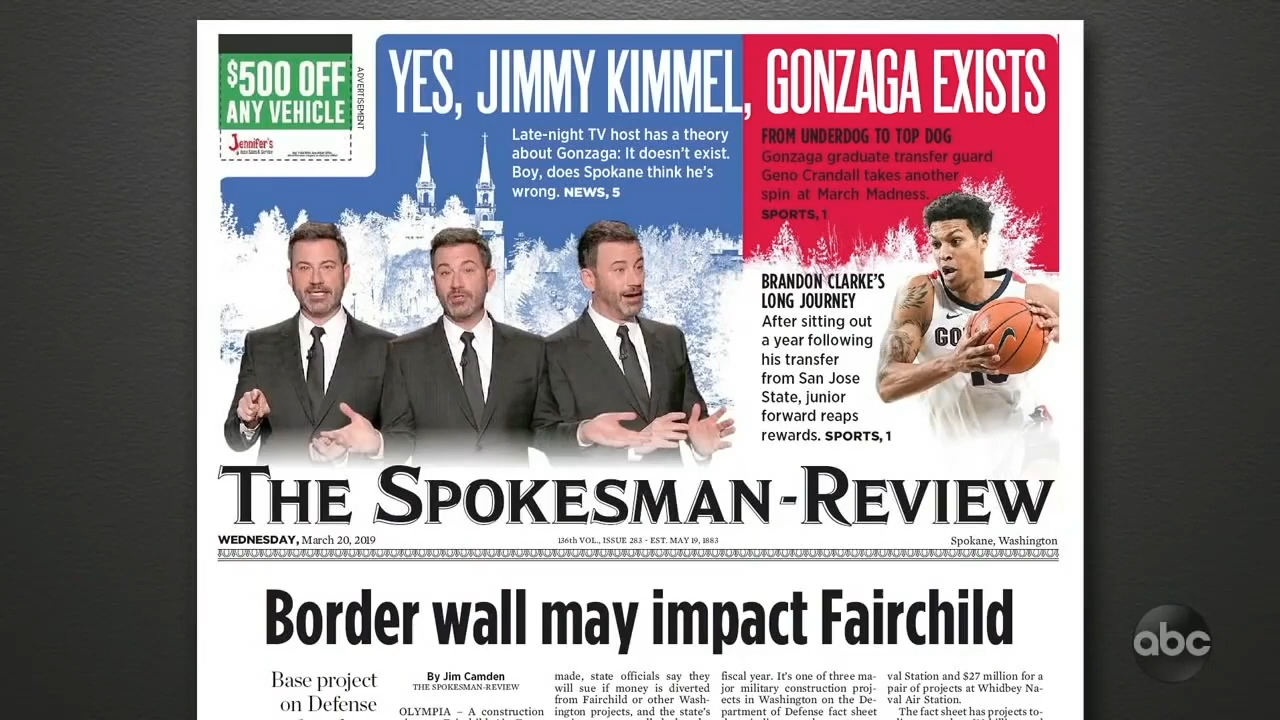 $500 OFF
ANY VEHICLE
Jennifer's
Auto Sales & Service
ADVERTISEMENT
YES, JIMMY KIMMEL, GONZAGA EXISTS
Late-night TV host has a theory
about Gonzaga: It doesn't exist.
Boy, does Spokane think he's
wrong. NEWS, 5
FROM UNDERDOG TO TOP DOG
Gonzaga graduate transfer guard
Geno Crandall takes another
spin at March Madness.
SPORTS, 1
BRANDON CLARKE'S
LONG JOURNEY
After sitting out
a year following
his transfer
from San Jose
State, junior
forward reaps
rewards. SPORTS, 1
GO
THE SPOKESMAN-REVIEW
WEDNESDAY, March 20, 2019
136th VOL., ISSUE 283 - EST. MAY 19, 1883
Spokane, Washington
Border wall may impact Fairchild
Base project
on Defense
By Jim Camden
THE SPOKESMAN-REVIEW
OLYMPIA – A construction
made, state officials say they
will sue if money is diverted
from Fairchild or other Wash-
ington projects, and the state's
fiscal year. It's one of three ma-
jor military construction proj-
ects in Washington on the De-
partment of Defense fact sheet
val Station and $27 million for a
pair of projects at Whidbey Na-
val Air Station.
The fact sheet has projects to-
abc